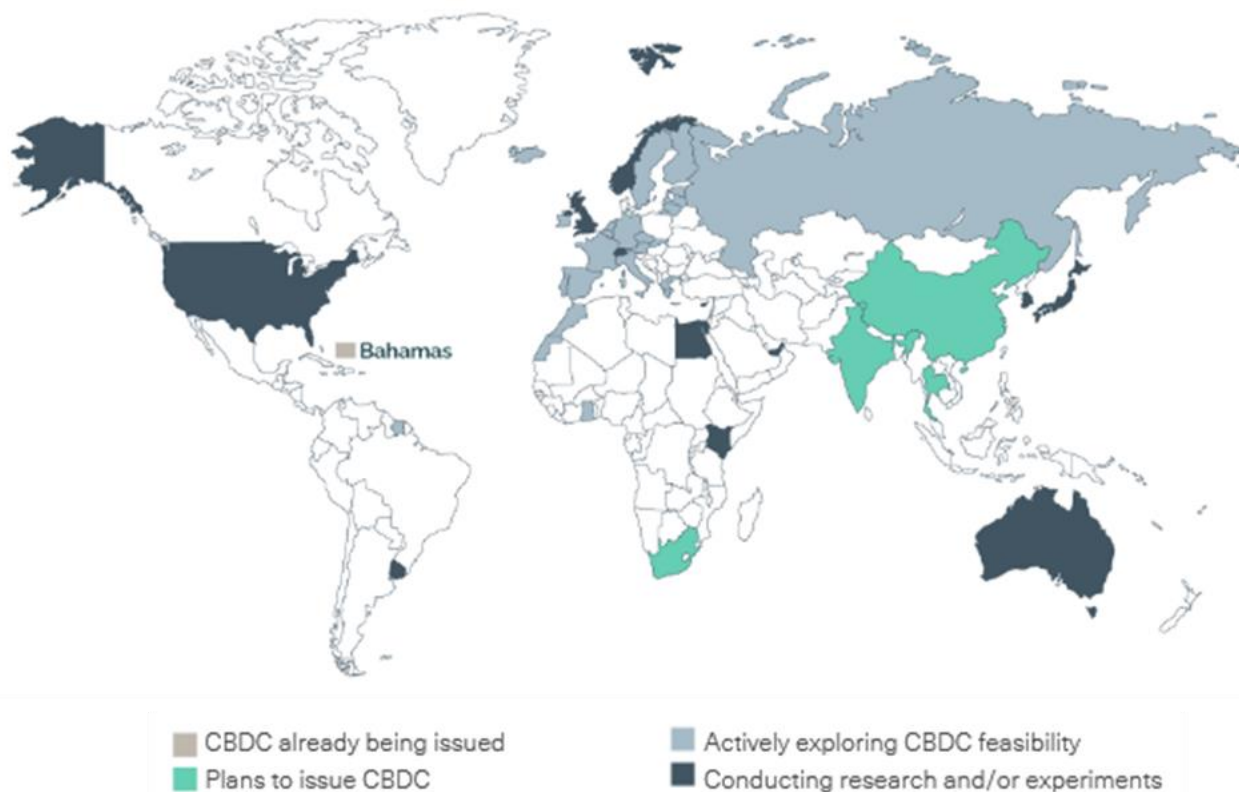 Bahamas
CBDC already being issued
Plans to issue CBDC
Actively exploring CBDC feasibility
Conducting research and/or experiments